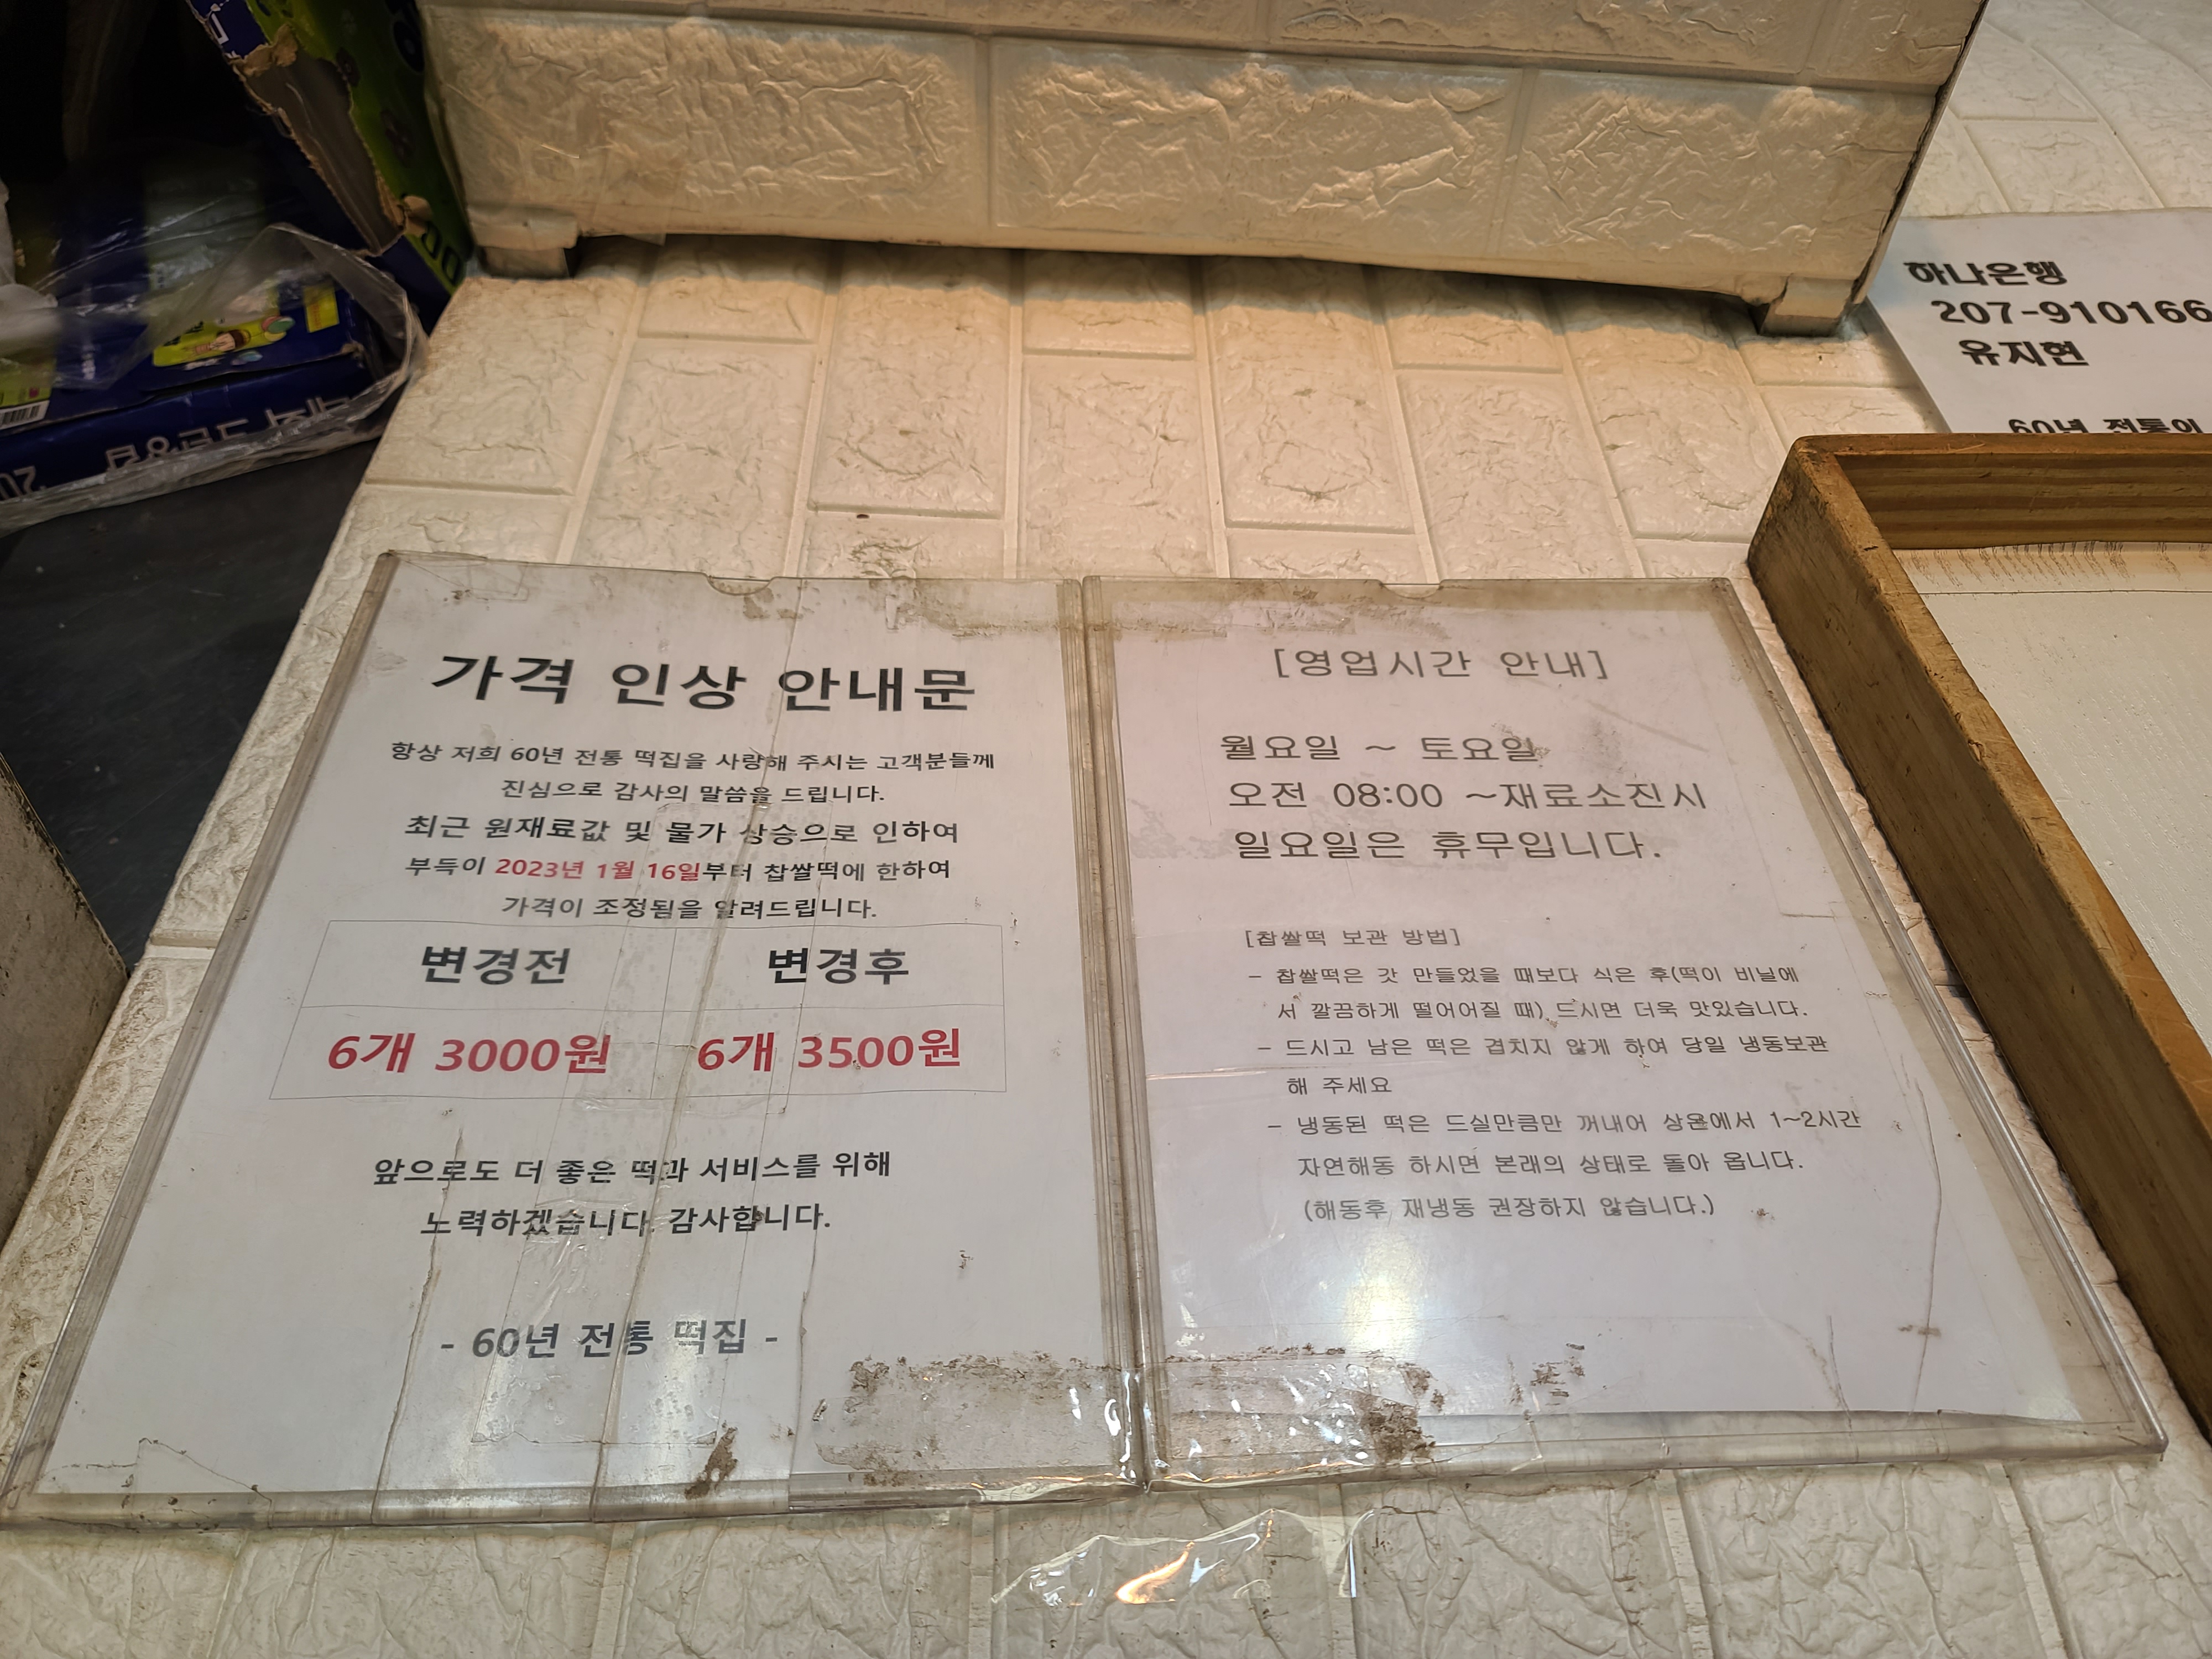 하나은행
207-910166
유지현
60년 전통의
가격 인상 안내문
항상 저희 60년 전통 떡집을 사랑해 주시는 고객분들께
진심으로 감사의 말씀을 드립니다.
최근 원재료값 및 물가 상승으로 인하여
부득이 2023년 1월 16일부터 찹쌀떡에 한하여
가격이 조정됨을 알려드립니다.
변경전 변경후
6개 3000원 6개 3500원
앞으로도 더 좋은 떡과 서비스를 위해
노력하겠습니다. 감사합니다.
- 60년 전통 떡집 -
[영업시간 안내]
월요일 ~ 토요일
오전 08:00 ~재료소진시
일요일은 휴무입니다.
[찹쌀떡 보관 방법]
- 찹쌀떡은 갓 만들었을 때보다 식은 후(떡이 비닐에
서 깔끔하게 떨어어질 때) 드시면 더욱 맛있습니다.
- 드시고 남은 떡은 겹치지 않게 하여 당일 냉동보관
해 주세요
- 냉동된 떡은 드실만큼만 꺼내어 상온에서 1~2시간
자연해동 하시면 본래의 상태로 돌아 옵니다.
(해동후 재냉동 권장하지 않습니다.)